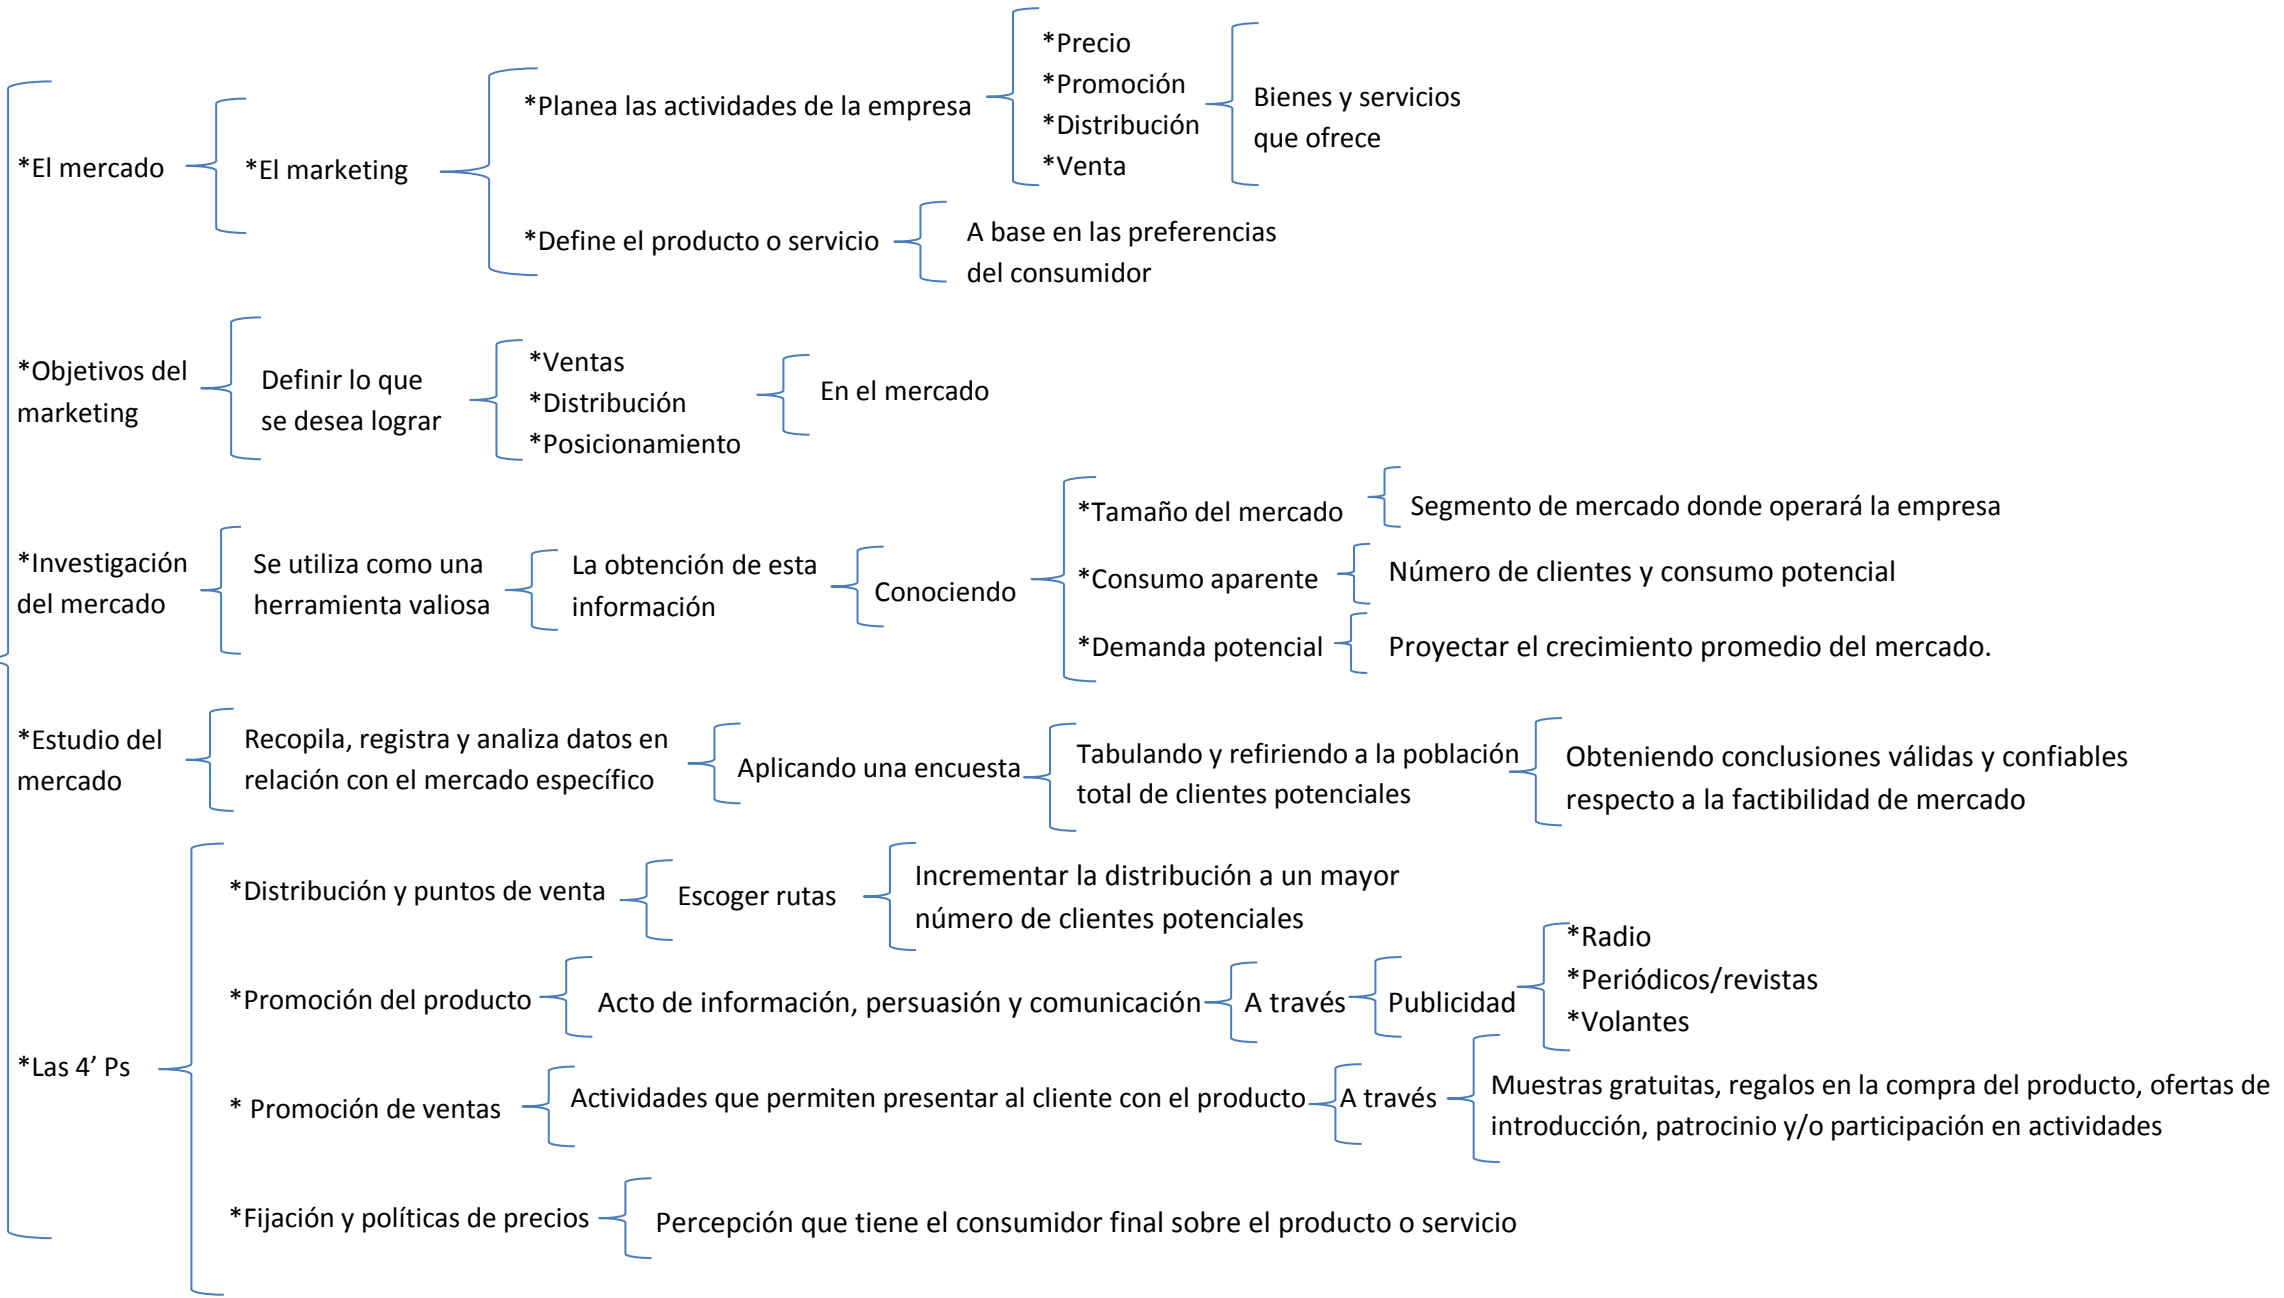 *El mercado
*El marketing
*Planea las actividades de la empresa
*Precio
*Promoción
*Distribución
*Venta
Bienes y servicios
que ofrece
*Define el producto o servicio
A base en las preferencias
del consumidor
*Objetivos del
marketing
Definir lo que
se desea lograr
*Ventas
*Distribución
*Posicionamiento
En el mercado
*Investigación
del mercado
Se utiliza como una
herramienta valiosa
La obtención de esta
información
Conociendo
*Tamaño del mercado
Segmento de mercado donde operará la empresa
*Consumo aparente
Número de clientes y consumo potencial
*Demanda potencial
Proyectar el crecimiento promedio del mercado.
*Estudio del
mercado
Recopila, registra y analiza datos en
relación con el mercado específico
Aplicando una encuesta
Tabulando y refiriendo a la población
total de clientes potenciales
Obteniendo conclusiones válidas y confiables
respecto a la factibilidad de mercado
*Las 4’ Ps
*Distribución y puntos de venta
Escoger rutas
Incrementar la distribución a un mayor
número de clientes potenciales
*Promoción del producto
Acto de información, persuasión y comunicación
A través
Publicidad
*Radio
*Periódicos/revistas
*Volantes
* Promoción de ventas
Actividades que permiten presentar al cliente con el producto
A través
Muestras gratuitas, regalos en la compra del producto, ofertas de
introducción, patrocinio y/o participación en actividades
*Fijación y políticas de precios
Percepción que tiene el consumidor final sobre el producto o servicio